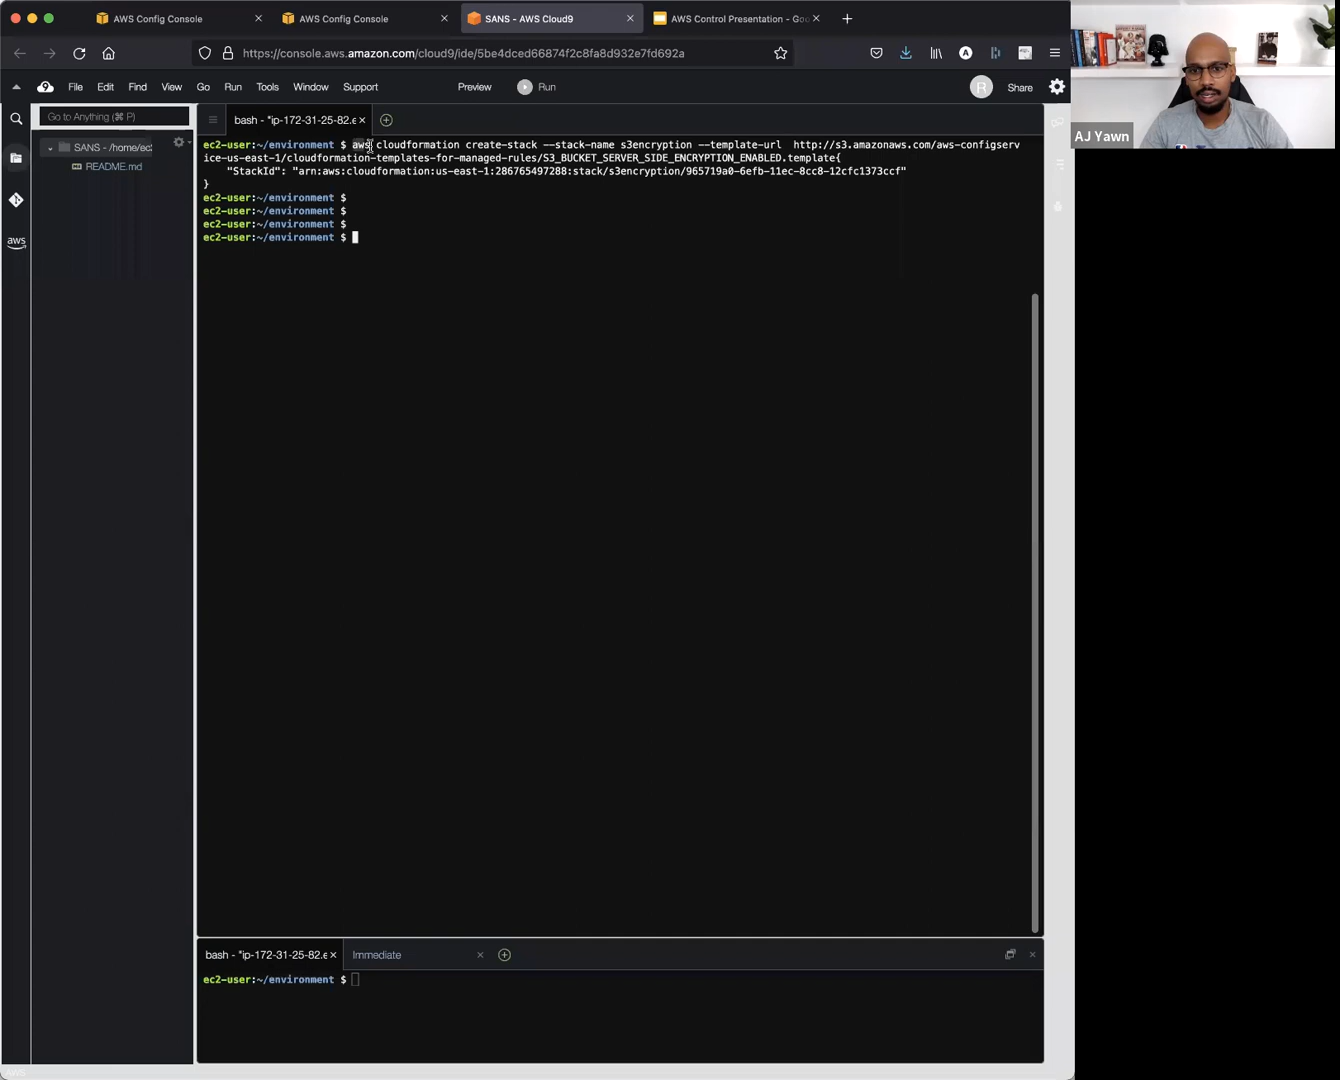 AWS Config Console
AWS Config Console
SANS - AWS Cloud9
AWS Control Presentation - Goo
https://console.aws.amazon.com/cloud9/ide/5be4dced66874f2c8fa8d932e7fd692a
File Edit Find View Go Run Tools Window Support Preview Run
R Share
Go to Anything (⌘ P)
SANS - /home/ec2
README.md
aws
bash - "ip-172-31-25-82.e
ec2-user:~/environment $ aws cloudformation create-stack --stack-name s3encryption --template-url  http://s3.amazonaws.com/aws-configserv
ice-us-east-1/cloudformation-templates-for-managed-rules/S3_BUCKET_SERVER_SIDE_ENCRYPTION_ENABLED.template{
"StackId": "arn:aws:cloudformation:us-east-1:286765497288:stack/s3encryption/965719a0-6efb-11ec-8cc8-12cfc1373ccf"
}
ec2-user:~/environment $
ec2-user:~/environment $
ec2-user:~/environment $
ec2-user:~/environment $
bash - "ip-172-31-25-82.e
Immediate
ec2-user:~/environment $
AWS:
AJ Yawn